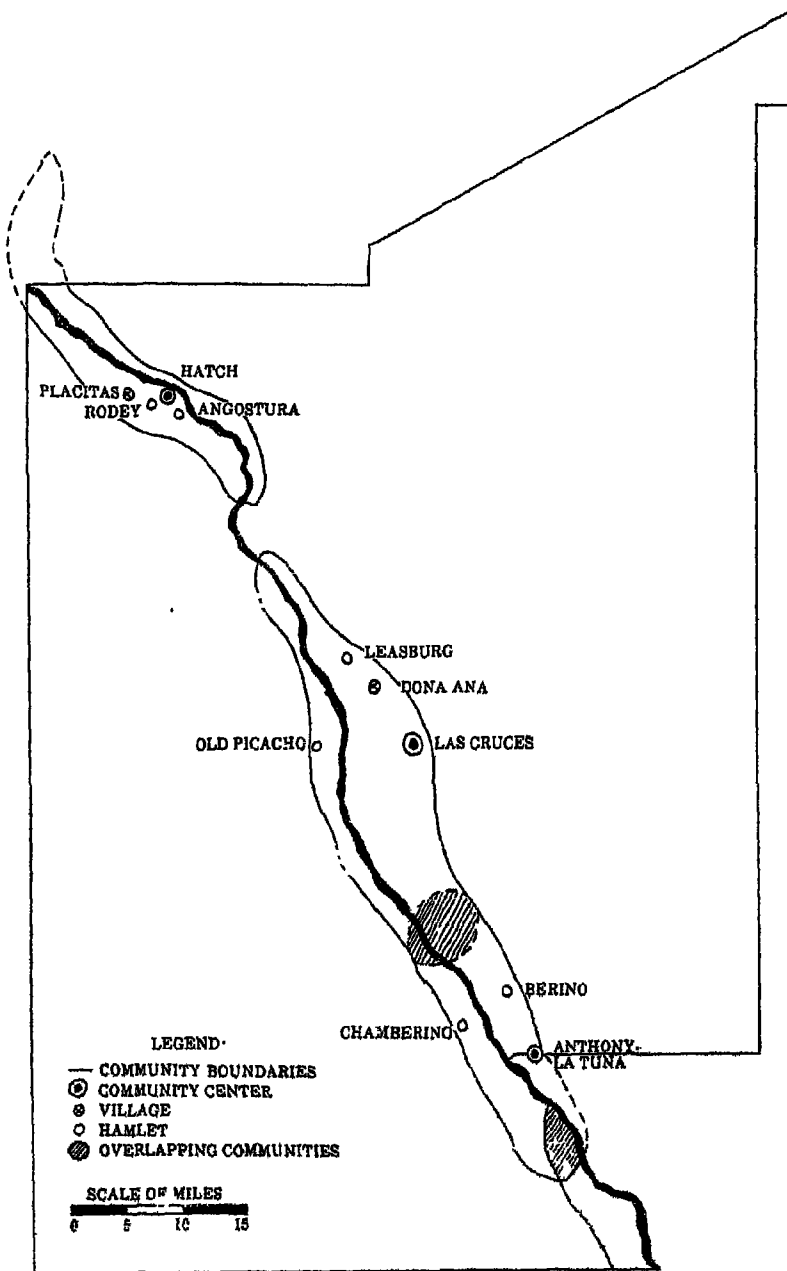 HATCH
PLACITAS
RODEY
ANGOSTURA
LEASBURG
DONA ANA
OLD PICACHO
LAS CRUCES
BERINO
CHAMBERINO
ANTHONY-
LA TUNA
LEGEND·
COMMUNITY BOUNDARIES
COMMUNITY CENTER
VILLAGE
HAMLET
OVERLAPPING COMMUNITIES
SCALE OF MILES
0 5 10 15